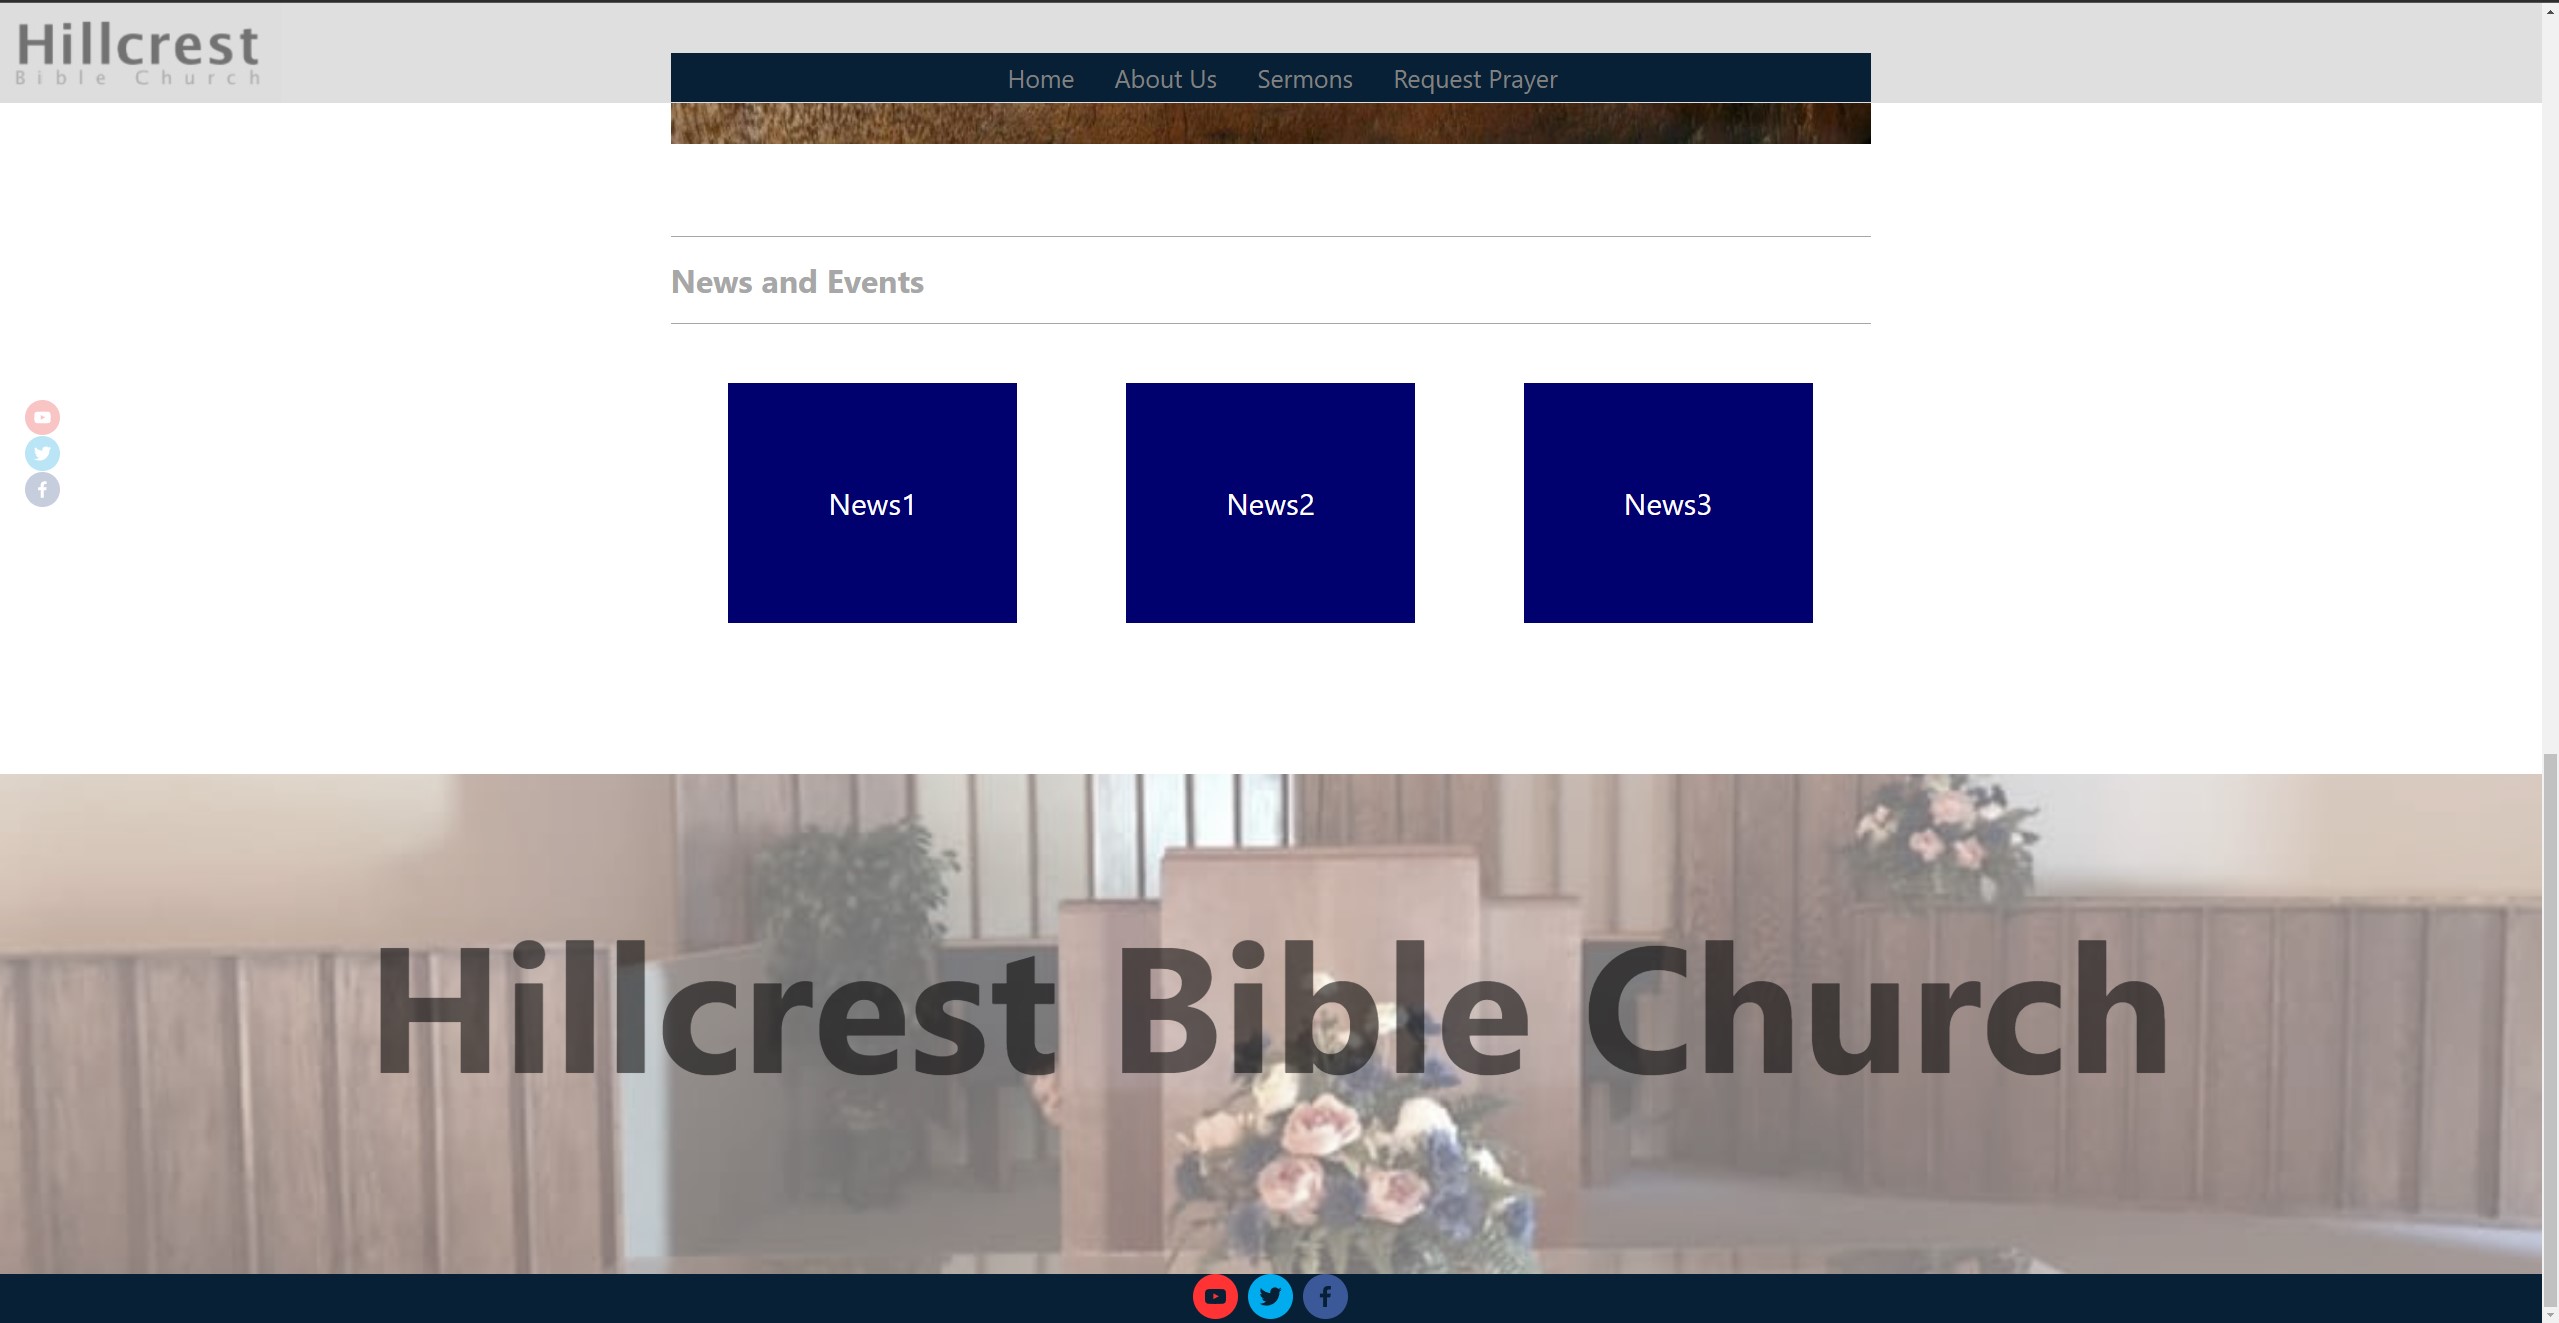 Hillcrest
Bible Church
Home About Us Sermons Request Prayer
News and Events
News1 News2 News3
Hillcrest Bible Church